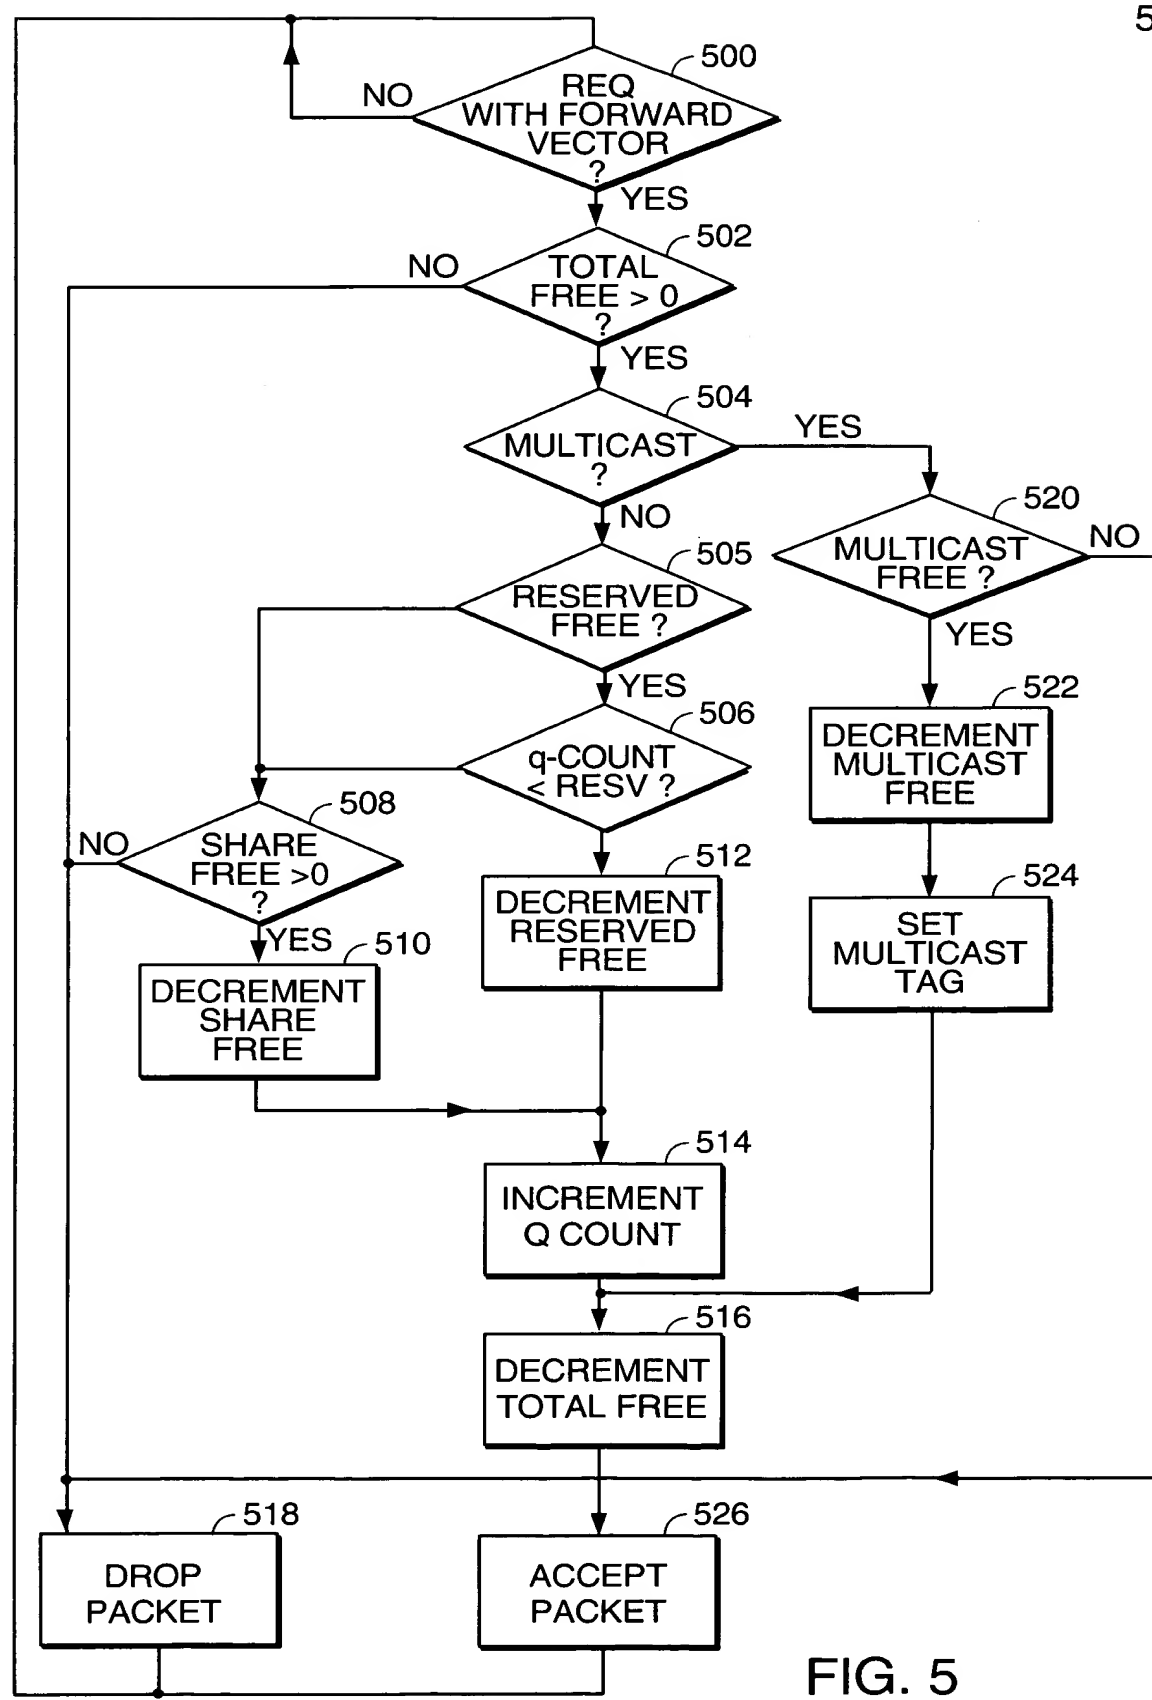 5
500
REQ
WITH FORWARD
VECTOR
?
NO
YES
502
TOTAL
FREE > 0
?
NO
YES
504
MULTICAST
?
YES
NO
520
MULTICAST
FREE ?
NO
YES
505
RESERVED
FREE ?
YES
506
q-COUNT
< RESV ?
522
DECREMENT
MULTICAST
FREE
508
SHARE
FREE >0
?
NO
YES
512
DECREMENT
RESERVED
FREE
524
SET
MULTICAST
TAG
510
DECREMENT
SHARE
FREE
514
INCREMENT
Q COUNT
516
DECREMENT
TOTAL FREE
518
DROP
PACKET
526
ACCEPT
PACKET
FIG. 5